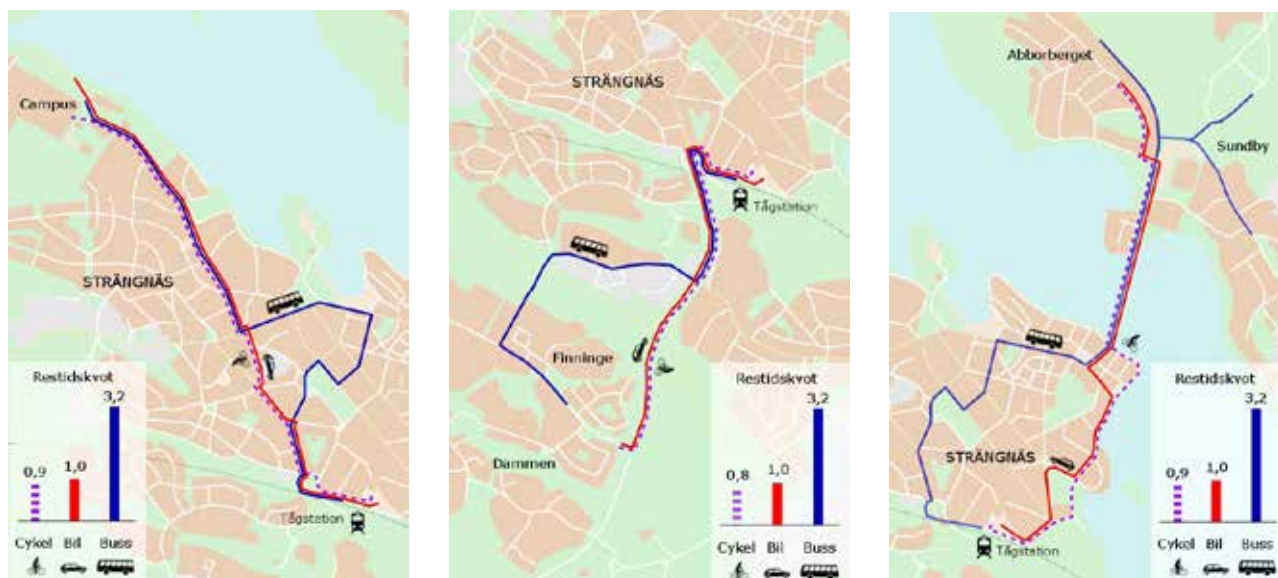 Campus
STRÄNGNÄS
Restidskvot
3,2
0,9
1,0
Cykel Bil Buss
Tågstation
STRÄNGNÄS
Tågstation
Finninge
Dammen
Restidskvot
3,2
0,8
1,0
Cykel Bil Buss
Abborberget
Sundby
STRÄNGNÄS
Tågstation
Restidskvot
3,2
0,9
1,0
Cykel Bil Buss